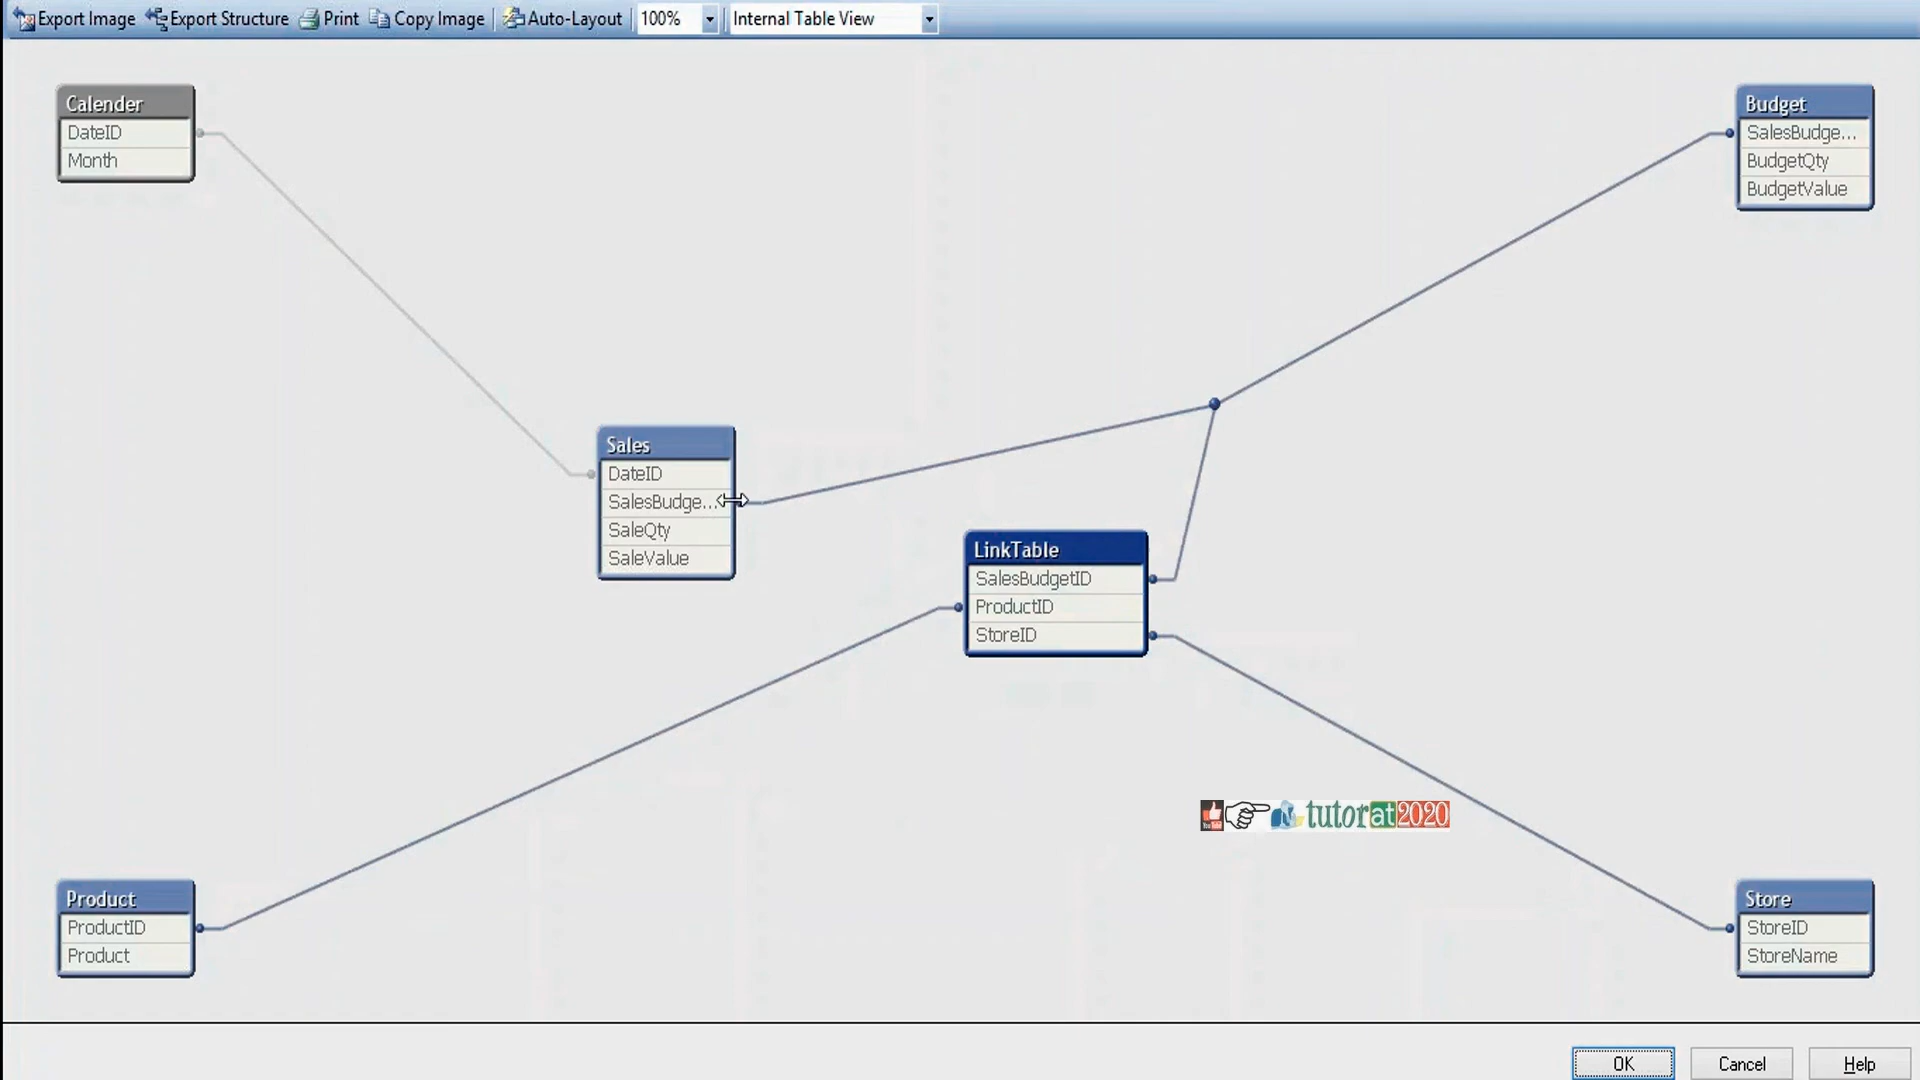 Export Image Export Structure Print Copy Image Auto-Layout 100% Internal Table View
Calender
DateID
Month
Budget
SalesBudge...
BudgetQty
BudgetValue
Sales
DateID
SalesBudge...
SaleQty
SaleValue
LinkTable
SalesBudgetID
ProductID
StoreID
tutorat2020
Product
ProductID
Product
Store
StoreID
StoreName
OK Cancel Help